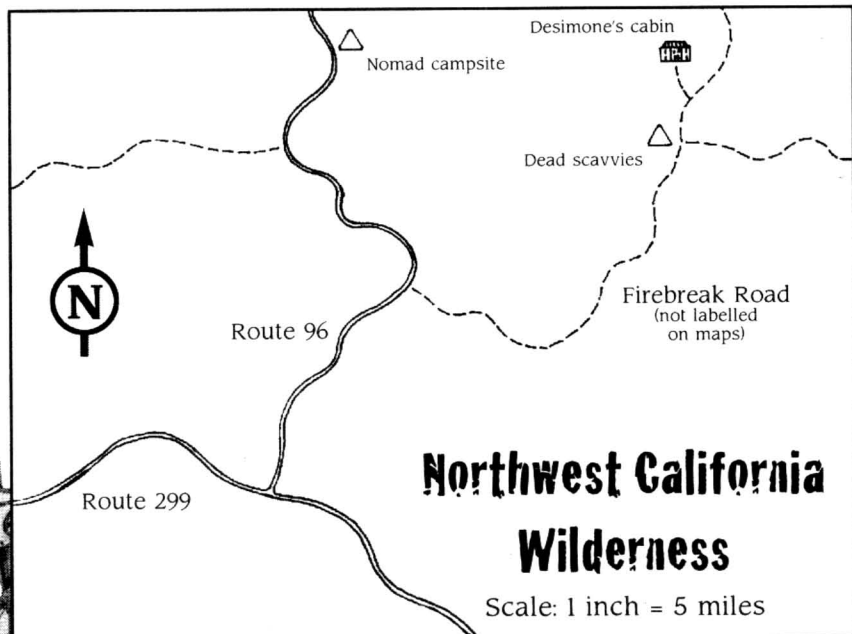 Desimone's cabin
Nomad campsite
Dead scavvies
N
Firebreak Road
(not labelled
on maps)
Route 96
Northwest California
Wilderness
Route 299
Scale: 1 inch = 5 miles